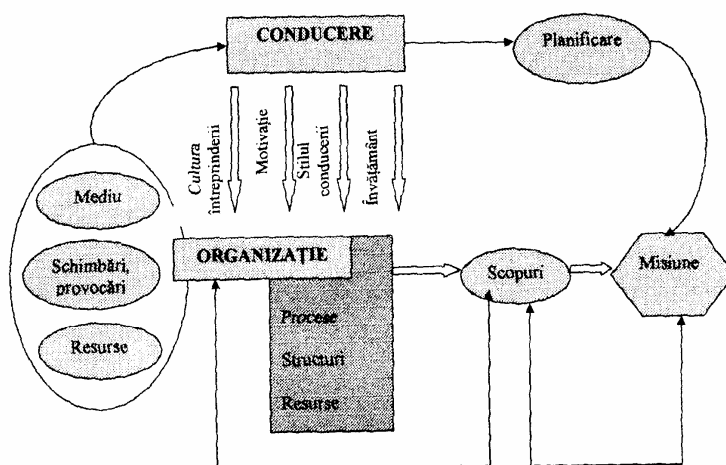 CONDUCERE
Planificare
Cultura
întreprinderii
Motivație
Stilul
conducerii
Învățământ
Mediu
Schimbări,
provocări
Resurse
ORGANIZAȚIE
Procese
Structuri
Resurse
Scopuri
Misiune